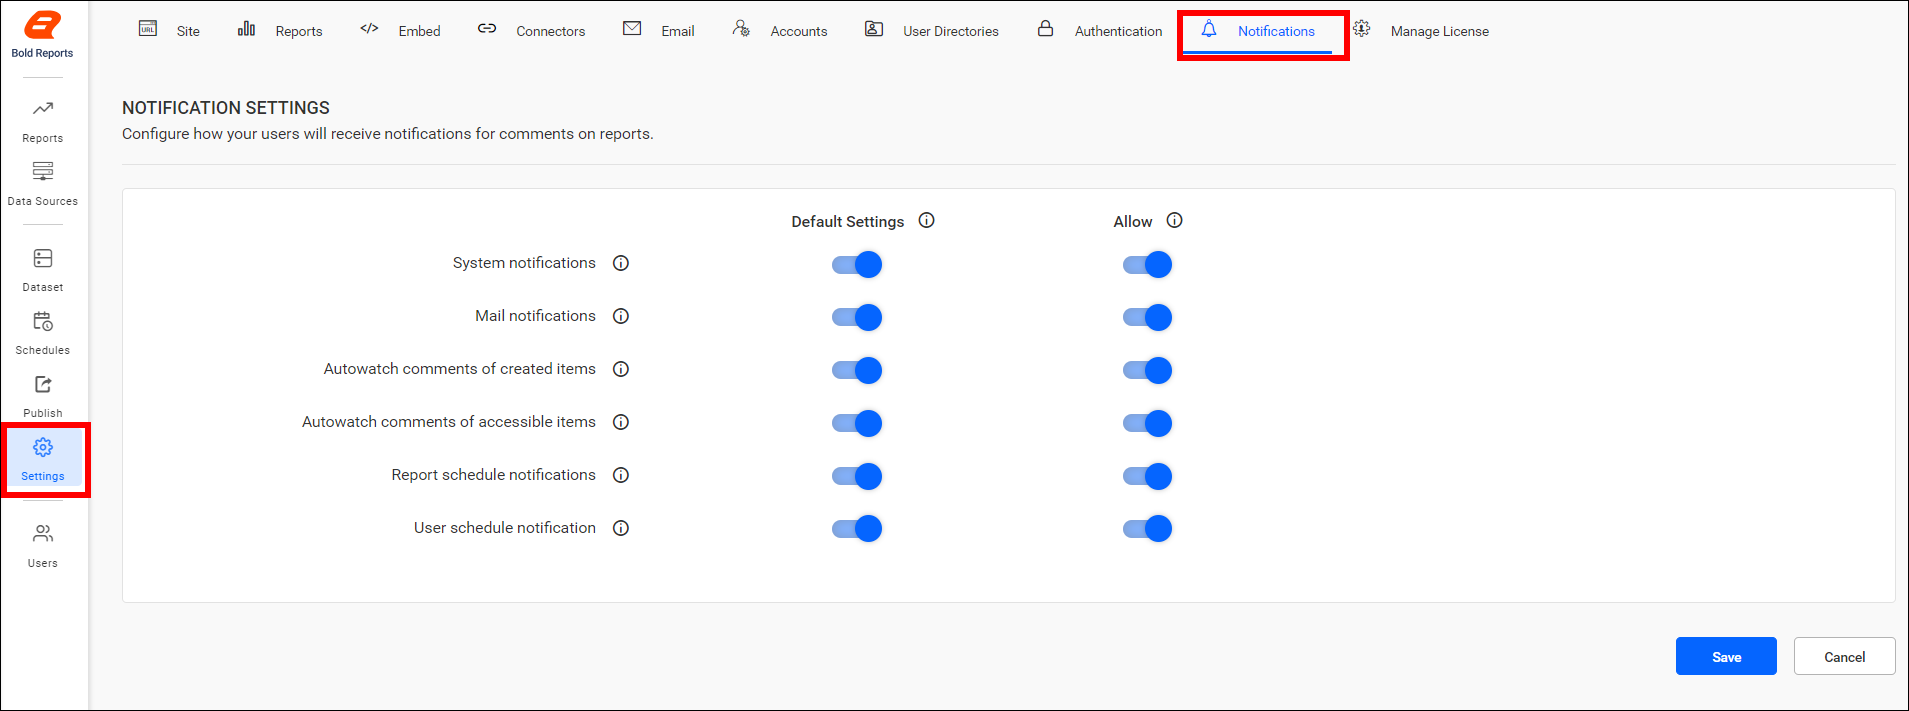 Bold Reports
Reports
Data Sources
Dataset
Schedules
Publish
Settings
Users
URL Site Reports </> Embed Connectors Email Accounts User Directories Authentication Notifications Manage License
NOTIFICATION SETTINGS
Configure how your users will receive notifications for comments on reports.
Default Settings Allow
System notifications
Mail notifications
Autowatch comments of created items
Autowatch comments of accessible items
Report schedule notifications
User schedule notification
Save Cancel